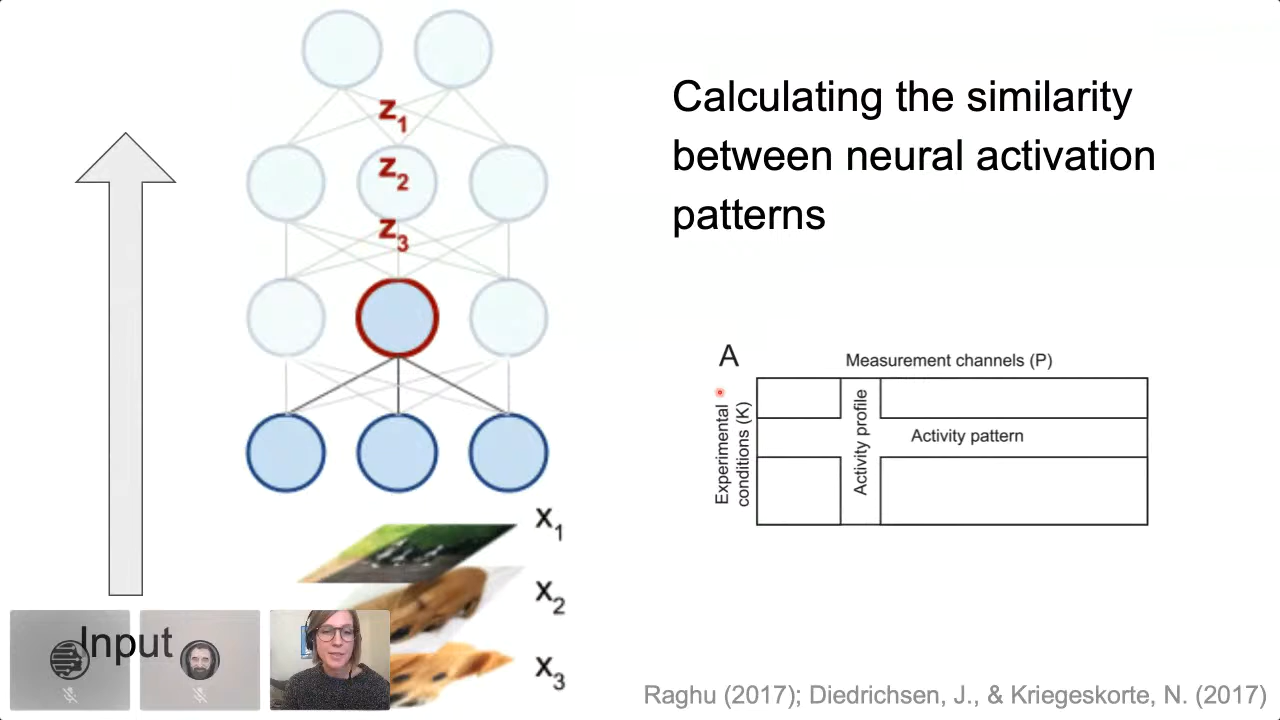 Calculating the similarity
between neural activation
patterns
z1
z2
z3
A
Measurement channels (P)
Experimental
conditions (K)
Activity profile
Activity pattern
x1
x2
x3
Input
Raghu (2017); Diedrichsen, J., & Kriegeskorte, N. (2017)